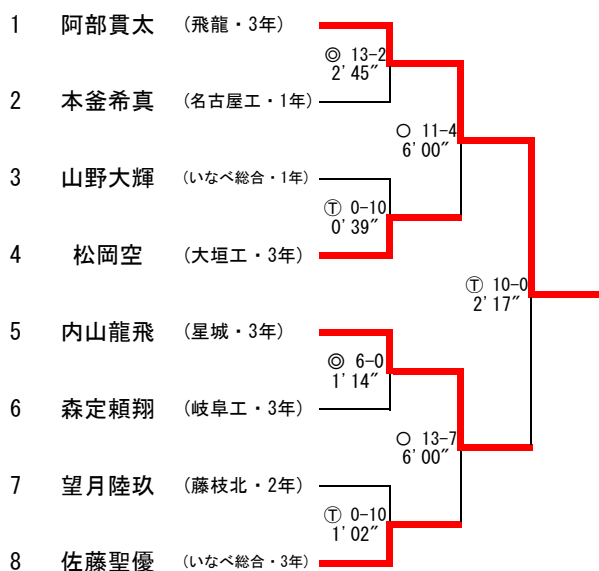 1 阿部貫太 (飛龍・3年)
◎ 13-2
2'45″
2 本釜希真 (名古屋工・1年)
○ 11-4
6'00″
3 山野大輝 (いなべ総合・1年)
Ⓣ 0-10
0'39″
4 松岡空 (大垣工・3年)
Ⓣ 10-0
2'17″
5 内山龍飛 (星城・3年)
◎ 6-0
1'14″
6 森定頼翔 (岐阜工・3年)
○ 13-7
6'00″
7 望月陸玖 (藤枝北・2年)
Ⓣ 0-10
1'02″
8 佐藤聖優 (いなべ総合・3年)